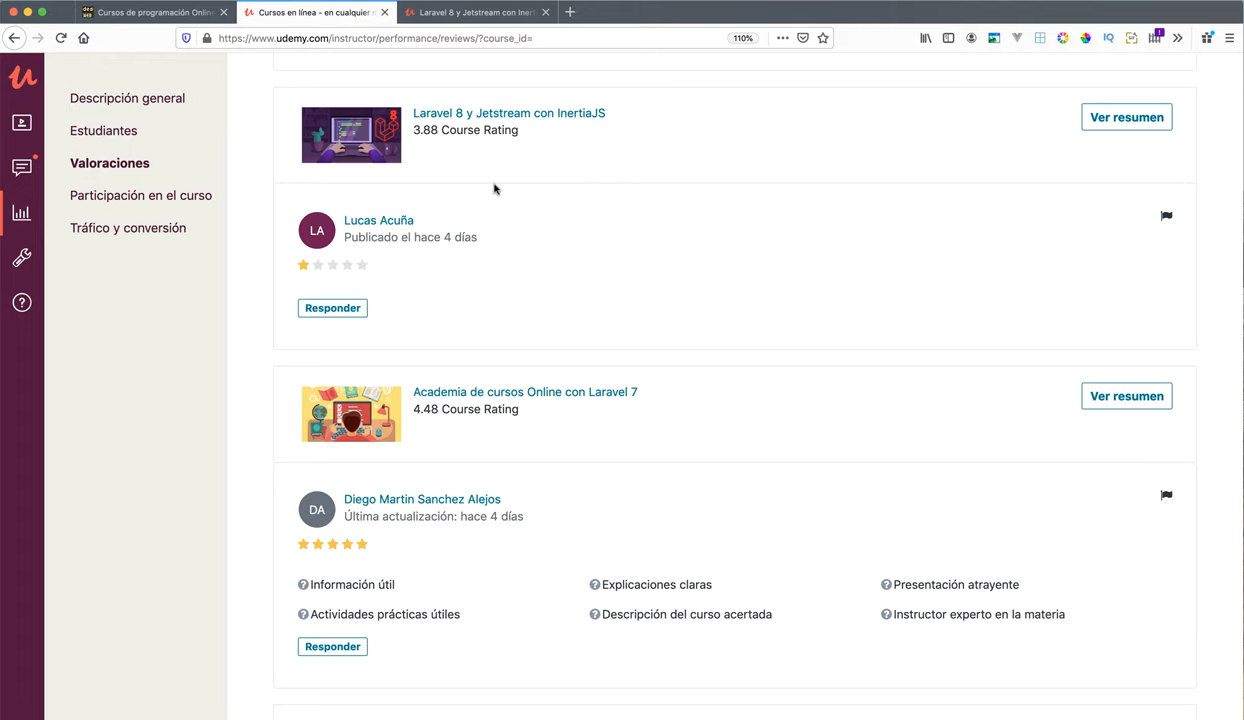 Cursos de programación Online
Cursos en línea - en cualquier
Laravel 8 y Jetstream con Inert
https://www.udemy.com/instructor/performance/reviews/?course_id=
110%
IQ
1
Descripción general
Estudiantes
Valoraciones
Participación en el curso
Tráfico y conversión
Laravel 8 y Jetstream con InertiaJS
3.88 Course Rating
Ver resumen
LA
Lucas Acuña
Publicado el hace 4 días
Responder
Academia de cursos Online con Laravel 7
4.48 Course Rating
Ver resumen
DA
Diego Martin Sanchez Alejos
Última actualización: hace 4 días
Información útil
Explicaciones claras
Presentación atrayente
Actividades prácticas útiles
Descripción del curso acertada
Instructor experto en la materia
Responder